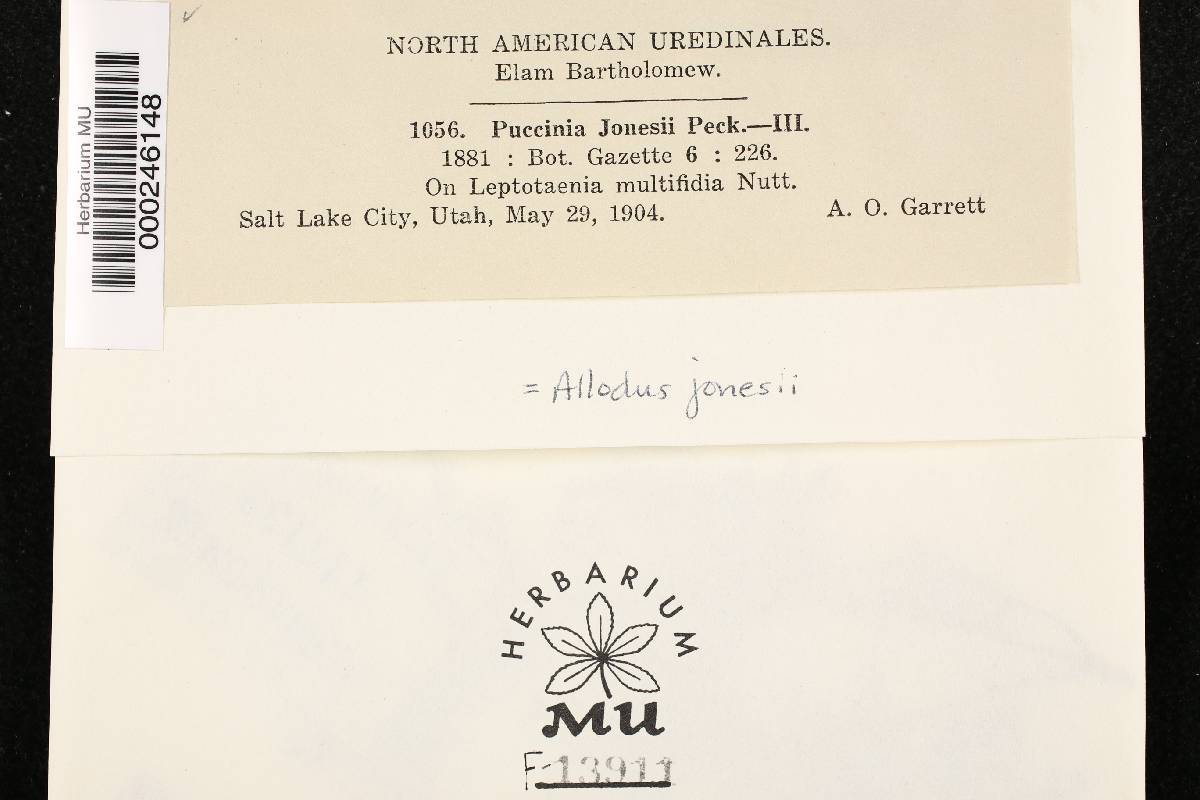 NORTH AMERICAN UREDINALES.
Elam Bartholomew.
1056. Puccinia Jonesii Peck.—III.
1881 : Bot. Gazette 6 : 226.
On Leptotaenia multifidia Nutt.
Salt Lake City, Utah, May 29, 1904. A. O. Garrett
Herbarium MU
000246148
= Allodus jonesii
HERBARIUM
MU
F-13911